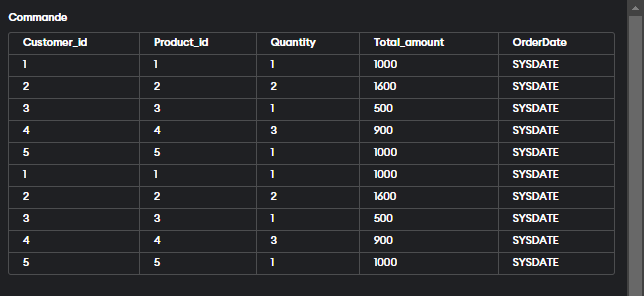 Commande
Customer_id Product_id Quantity Total_amount OrderDate
1 1 1 1000 SYSDATE
2 2 2 1600 SYSDATE
3 3 1 500 SYSDATE
4 4 3 900 SYSDATE
5 5 1 1000 SYSDATE
1 1 1 1000 SYSDATE
2 2 2 1600 SYSDATE
3 3 1 500 SYSDATE
4 4 3 900 SYSDATE
5 5 1 1000 SYSDATE